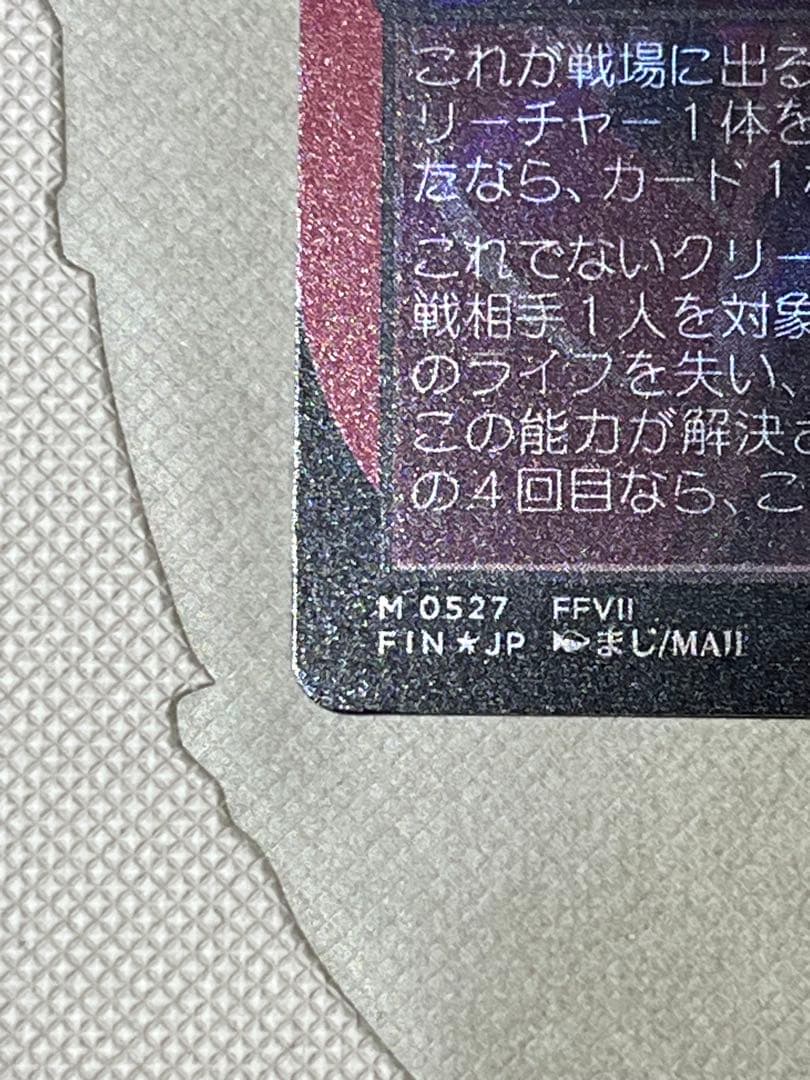 これが戦場に出る
リーチャー１体を
たなら、カード１
これでないクリー
戦相手１人を対象
のライフを失い、
この能力が解決さ
の４回目なら、こ
M 0527 FFVII
FIN★JP まじ/MAJI